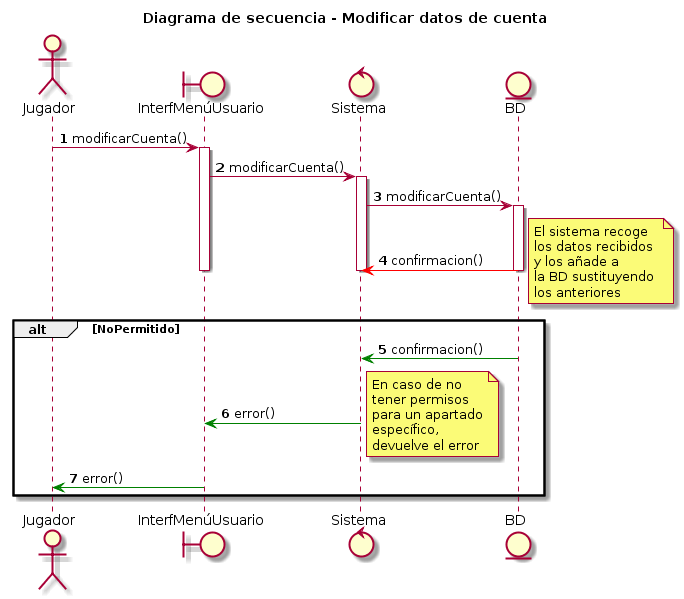 Diagrama de secuencia - Modificar datos de cuenta
Jugador
InterfMenúUsuario
Sistema
BD
1 modificarCuenta()
2 modificarCuenta()
3 modificarCuenta()
El sistema recoge
los datos recibidos
y los añade a
la BD sustituyendo
los anteriores
4 confirmacion()
alt
[NoPermitido]
5 confirmacion()
En caso de no
tener permisos
para un apartado
específico,
devuelve el error
6 error()
7 error()
Jugador
InterfMenúUsuario
Sistema
BD